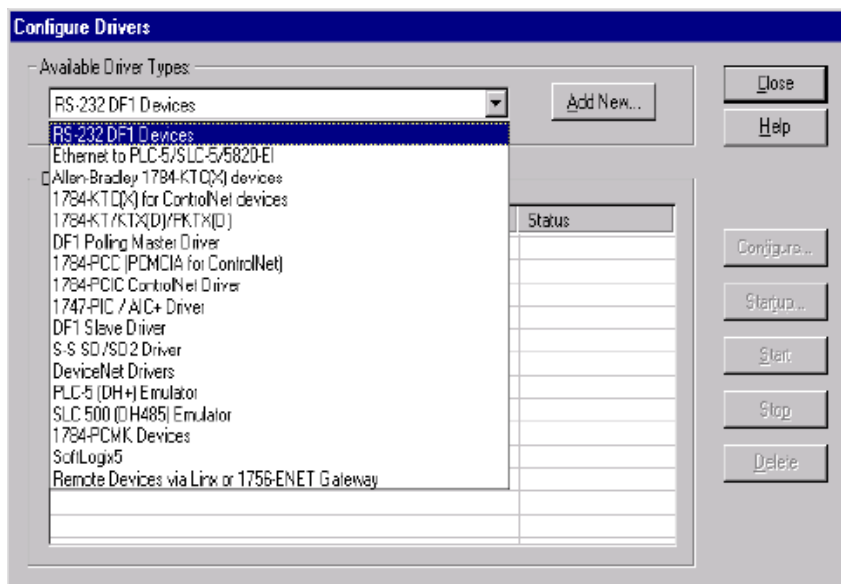 Configure Drivers
Available Driver Types:
RS-232 DF1 Devices
Add New...
Close
Help
RS-232 DF1 Devices
Ethernet to PLC-5/SLC-5/5820-EI
Allen-Bradley 1784-KTC(X) devices
1784-KTC(X) for ControlNet devices
1784-KT/KTX(D)/PKTX(D)
DF1 Polling Master Driver
1784-PCC (PCMCIA for ControlNet)
1784-PCIC ControlNet Driver
1747-PIC / AIC+ Driver
DF1 Slave Driver
S-S SD/SD2 Driver
DeviceNet Drivers
PLC-5 (DH+) Emulator
SLC 500 (DH485) Emulator
1784-PCMK Devices
SoftLogix5
Remote Devices via Linx or 1756-ENET Gateway
Status
Configure...
Startup...
Start
Stop
Delete